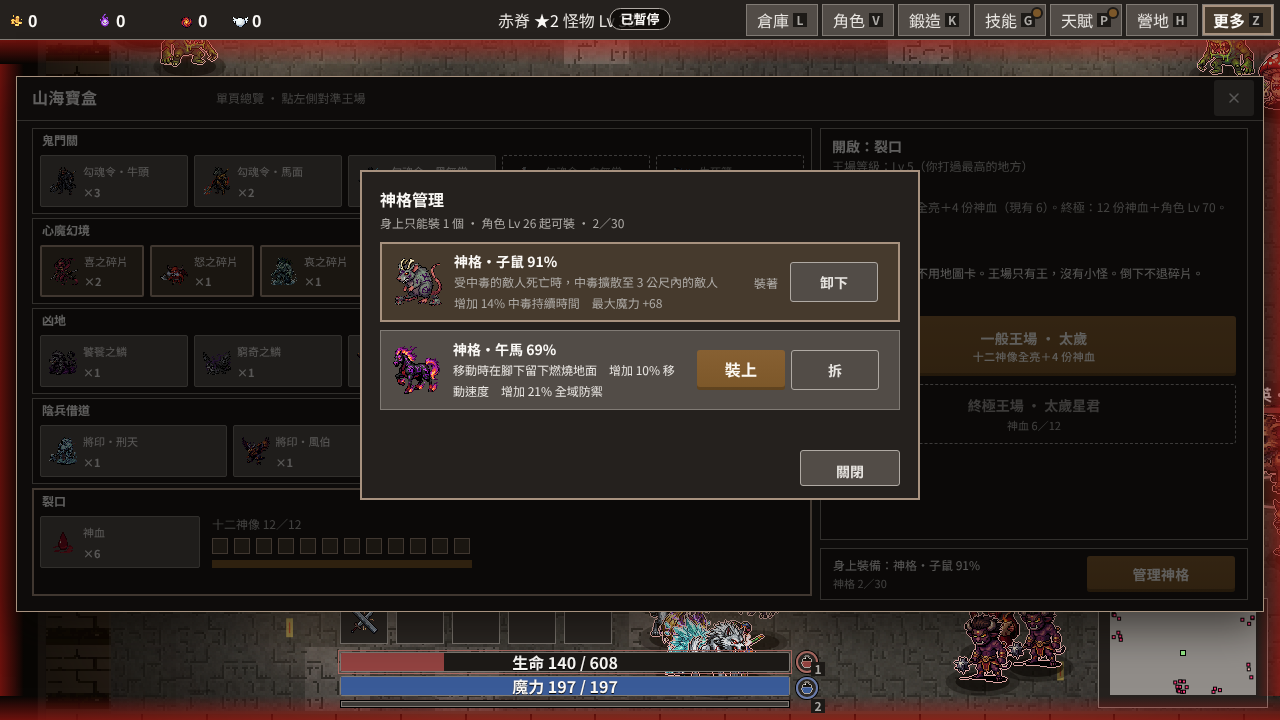 0 0 0 0
赤脊 ★2 怪物 Lv
已暫停
倉庫 L
角色 V
鍛造 K
技能 G
天賦 P
營地 H
更多 Z
山海寶盒
單頁總覽 · 點左側對準王場
×
鬼門關
勾魂令·牛頭
×3
勾魂令·馬面
×2
心魔幻境
喜之碎片
×2
怒之碎片
×1
哀之碎片
×1
凶地
饕餮之鱗
×1
窮奇之鱗
×1
陰兵借道
將印·刑天
×1
將印·風伯
×1
裂口
神血
×6
十二神像 12／12
神格管理
身上只能裝 1 個 · 角色 Lv 26 起可裝 · 2／30
神格·子鼠 91%
受中毒的敵人死亡時，中毒擴散至 3 公尺內的敵人
增加 14% 中毒持續時間　最大魔力 +68
裝著
卸下
神格·午馬 69%
移動時在腳下留下燃燒地面　增加 10% 移
動速度　增加 21% 全域防禦
裝上
拆
關閉
開啟：裂口
王場等級：Lv 5（你打過最高的地方）
全亮＋4 份神血（現有 6）。終極：12 份神血＋角色 Lv 70。
不用地圖卡。王場只有王，沒有小怪。倒下不退碎片。
一般王場 · 太歲
十二神像全亮＋4 份神血
終極王場 · 太歲星君
神血 6／12
身上裝備：神格·子鼠 91%
神格 2／30
管理神格
生命 140 / 608
1
魔力 197 / 197
2